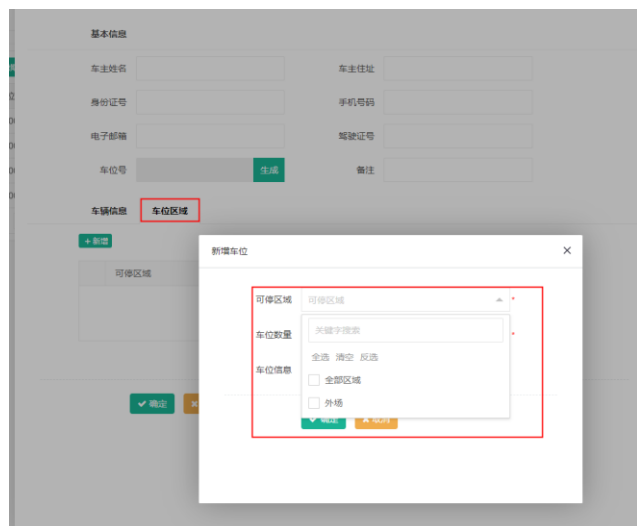 基本信息
车主姓名 车主住址
身份证号 手机号码
电子邮箱 驾驶证号
车位号 生成 备注
车辆信息 车位区域
+新增
新增车位 ×
可停区域
可停区域 可停区域 *
车位数量 关键字搜索 *
全选 清空 反选
车位信息
全部区域
外场
确定
确定 取消